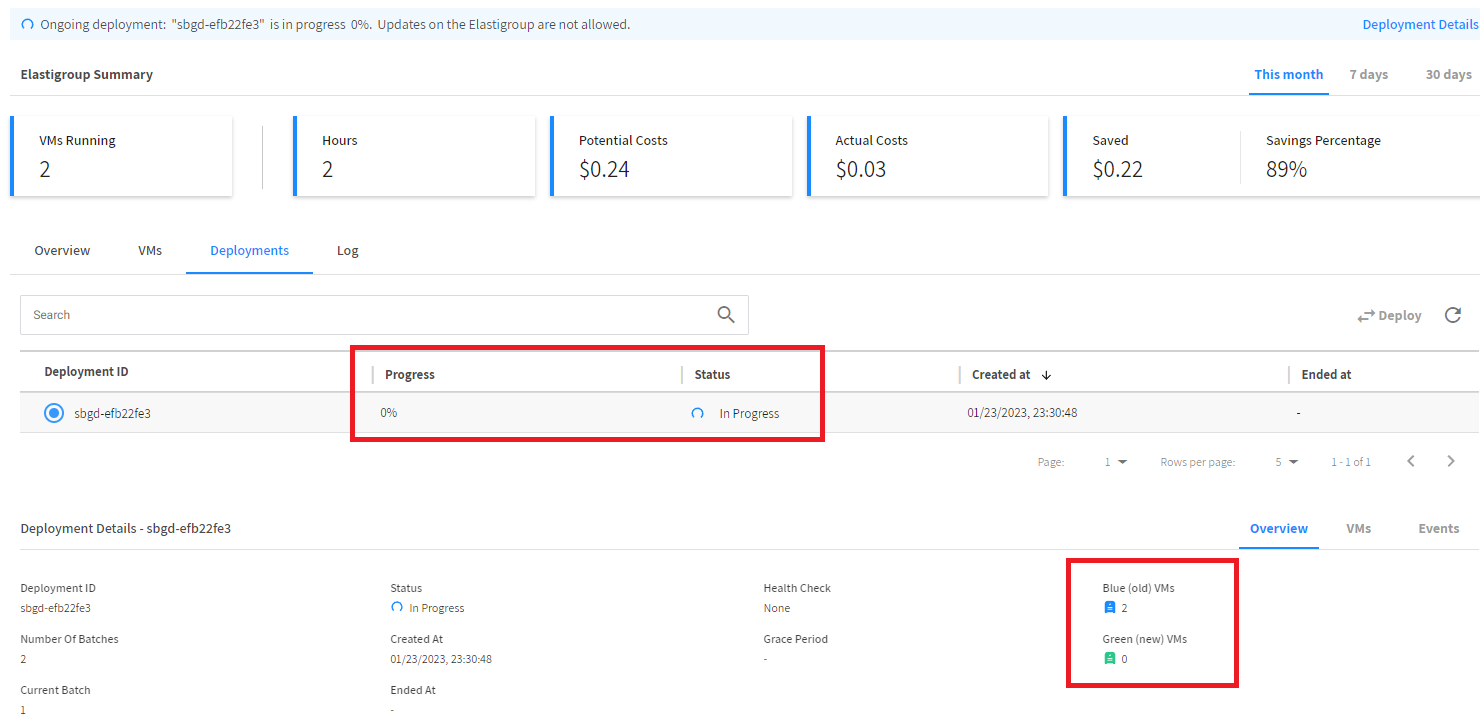 Ongoing deployment: "sbgd-efb22fe3" is in progress 0%. Updates on the Elastigroup are not allowed. Deployment Details
Elastigroup Summary This month 7 days 30 days
VMs Running Hours Potential Costs Actual Costs Saved Savings Percentage
2 2 $0.24 $0.03 $0.22 89%
Overview VMs Deployments Log
Search Deploy
Deployment ID Progress Status Created at Ended at
sbgd-efb22fe3 0% In Progress 01/23/2023, 23:30:48 -
Page: 1 Rows per page: 5 1 - 1 of 1
Deployment Details - sbgd-efb22fe3 Overview VMs Events
Deployment ID Status Health Check Blue (old) VMs
sbgd-efb22fe3 In Progress None 2
Number Of Batches Created At Grace Period Green (new) VMs
2 01/23/2023, 23:30:48 - 0
Current Batch Ended At
1 -